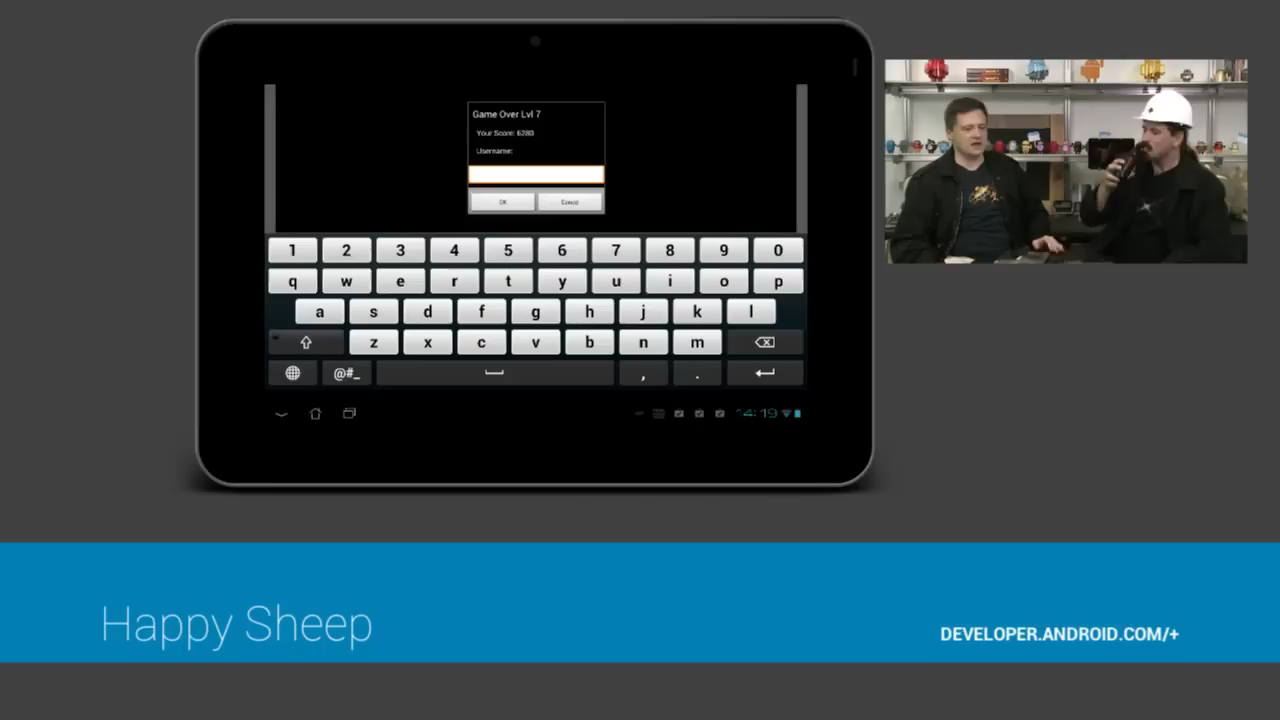 Game Over Lvl 7
Your Score: 6280
Username:
OK Cancel
1 2 3 4 5 6 7 8 9 0
q w e r t y u i o p
a s d f g h j k l
z x c v b n m
@#_ , .
14:19
Happy Sheep
DEVELOPER.ANDROID.COM/+